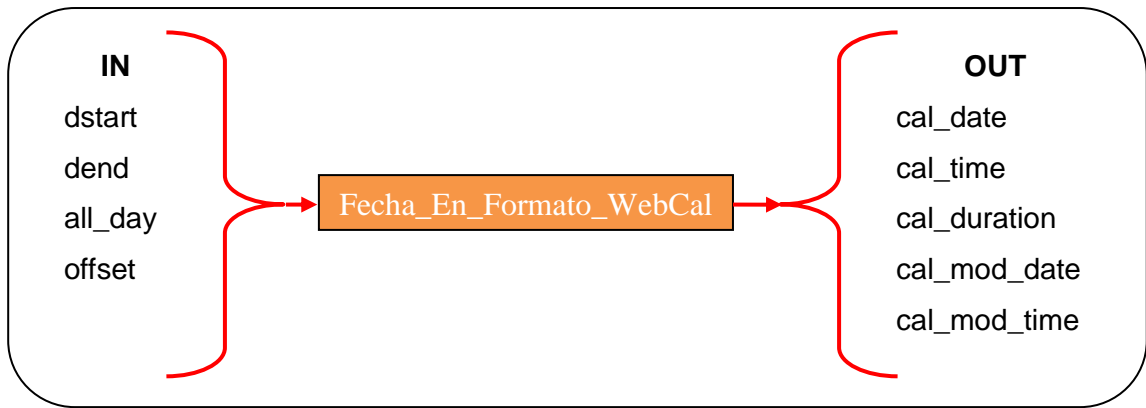 IN
dstart
dend
all_day
offset
Fecha_En_Formato_WebCal
OUT
cal_date
cal_time
cal_duration
cal_mod_date
cal_mod_time